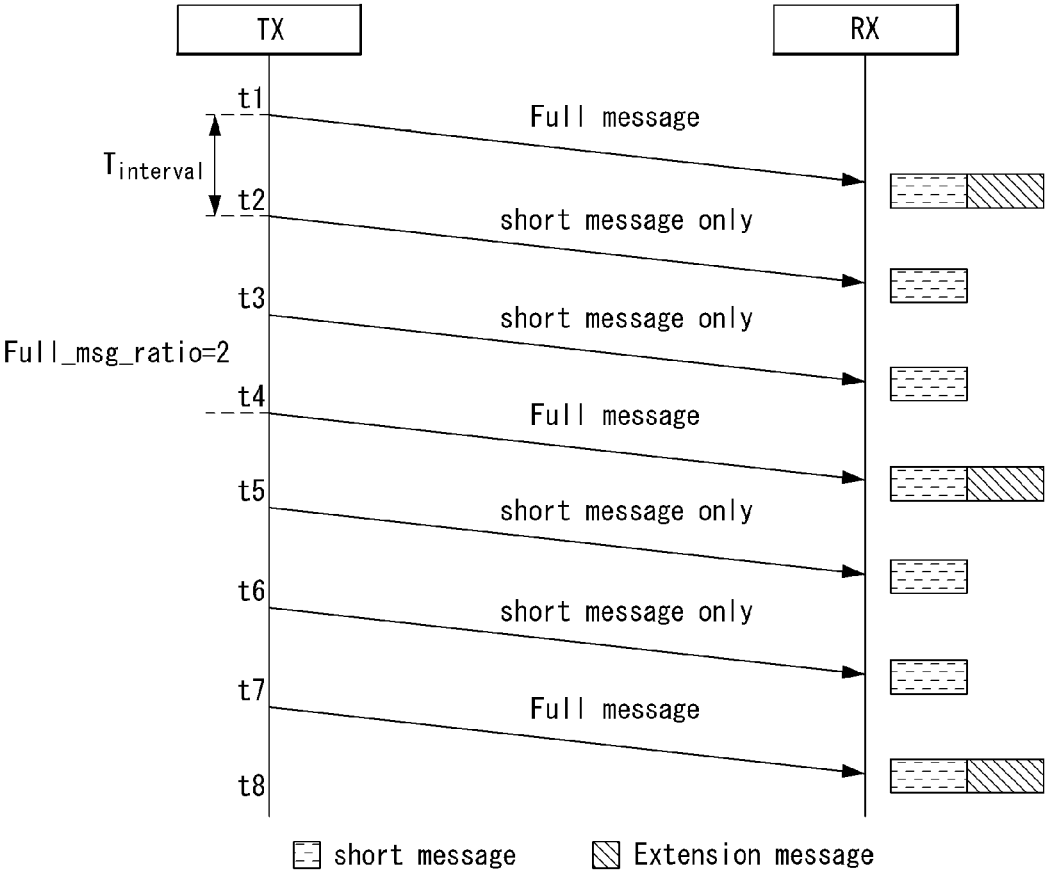 TX
RX
t1
Full message
Tinterval
t2
short message only
t3
short message only
Full_msg_ratio=2
t4
Full message
t5
short message only
t6
short message only
t7
Full message
t8
short message
Extension message